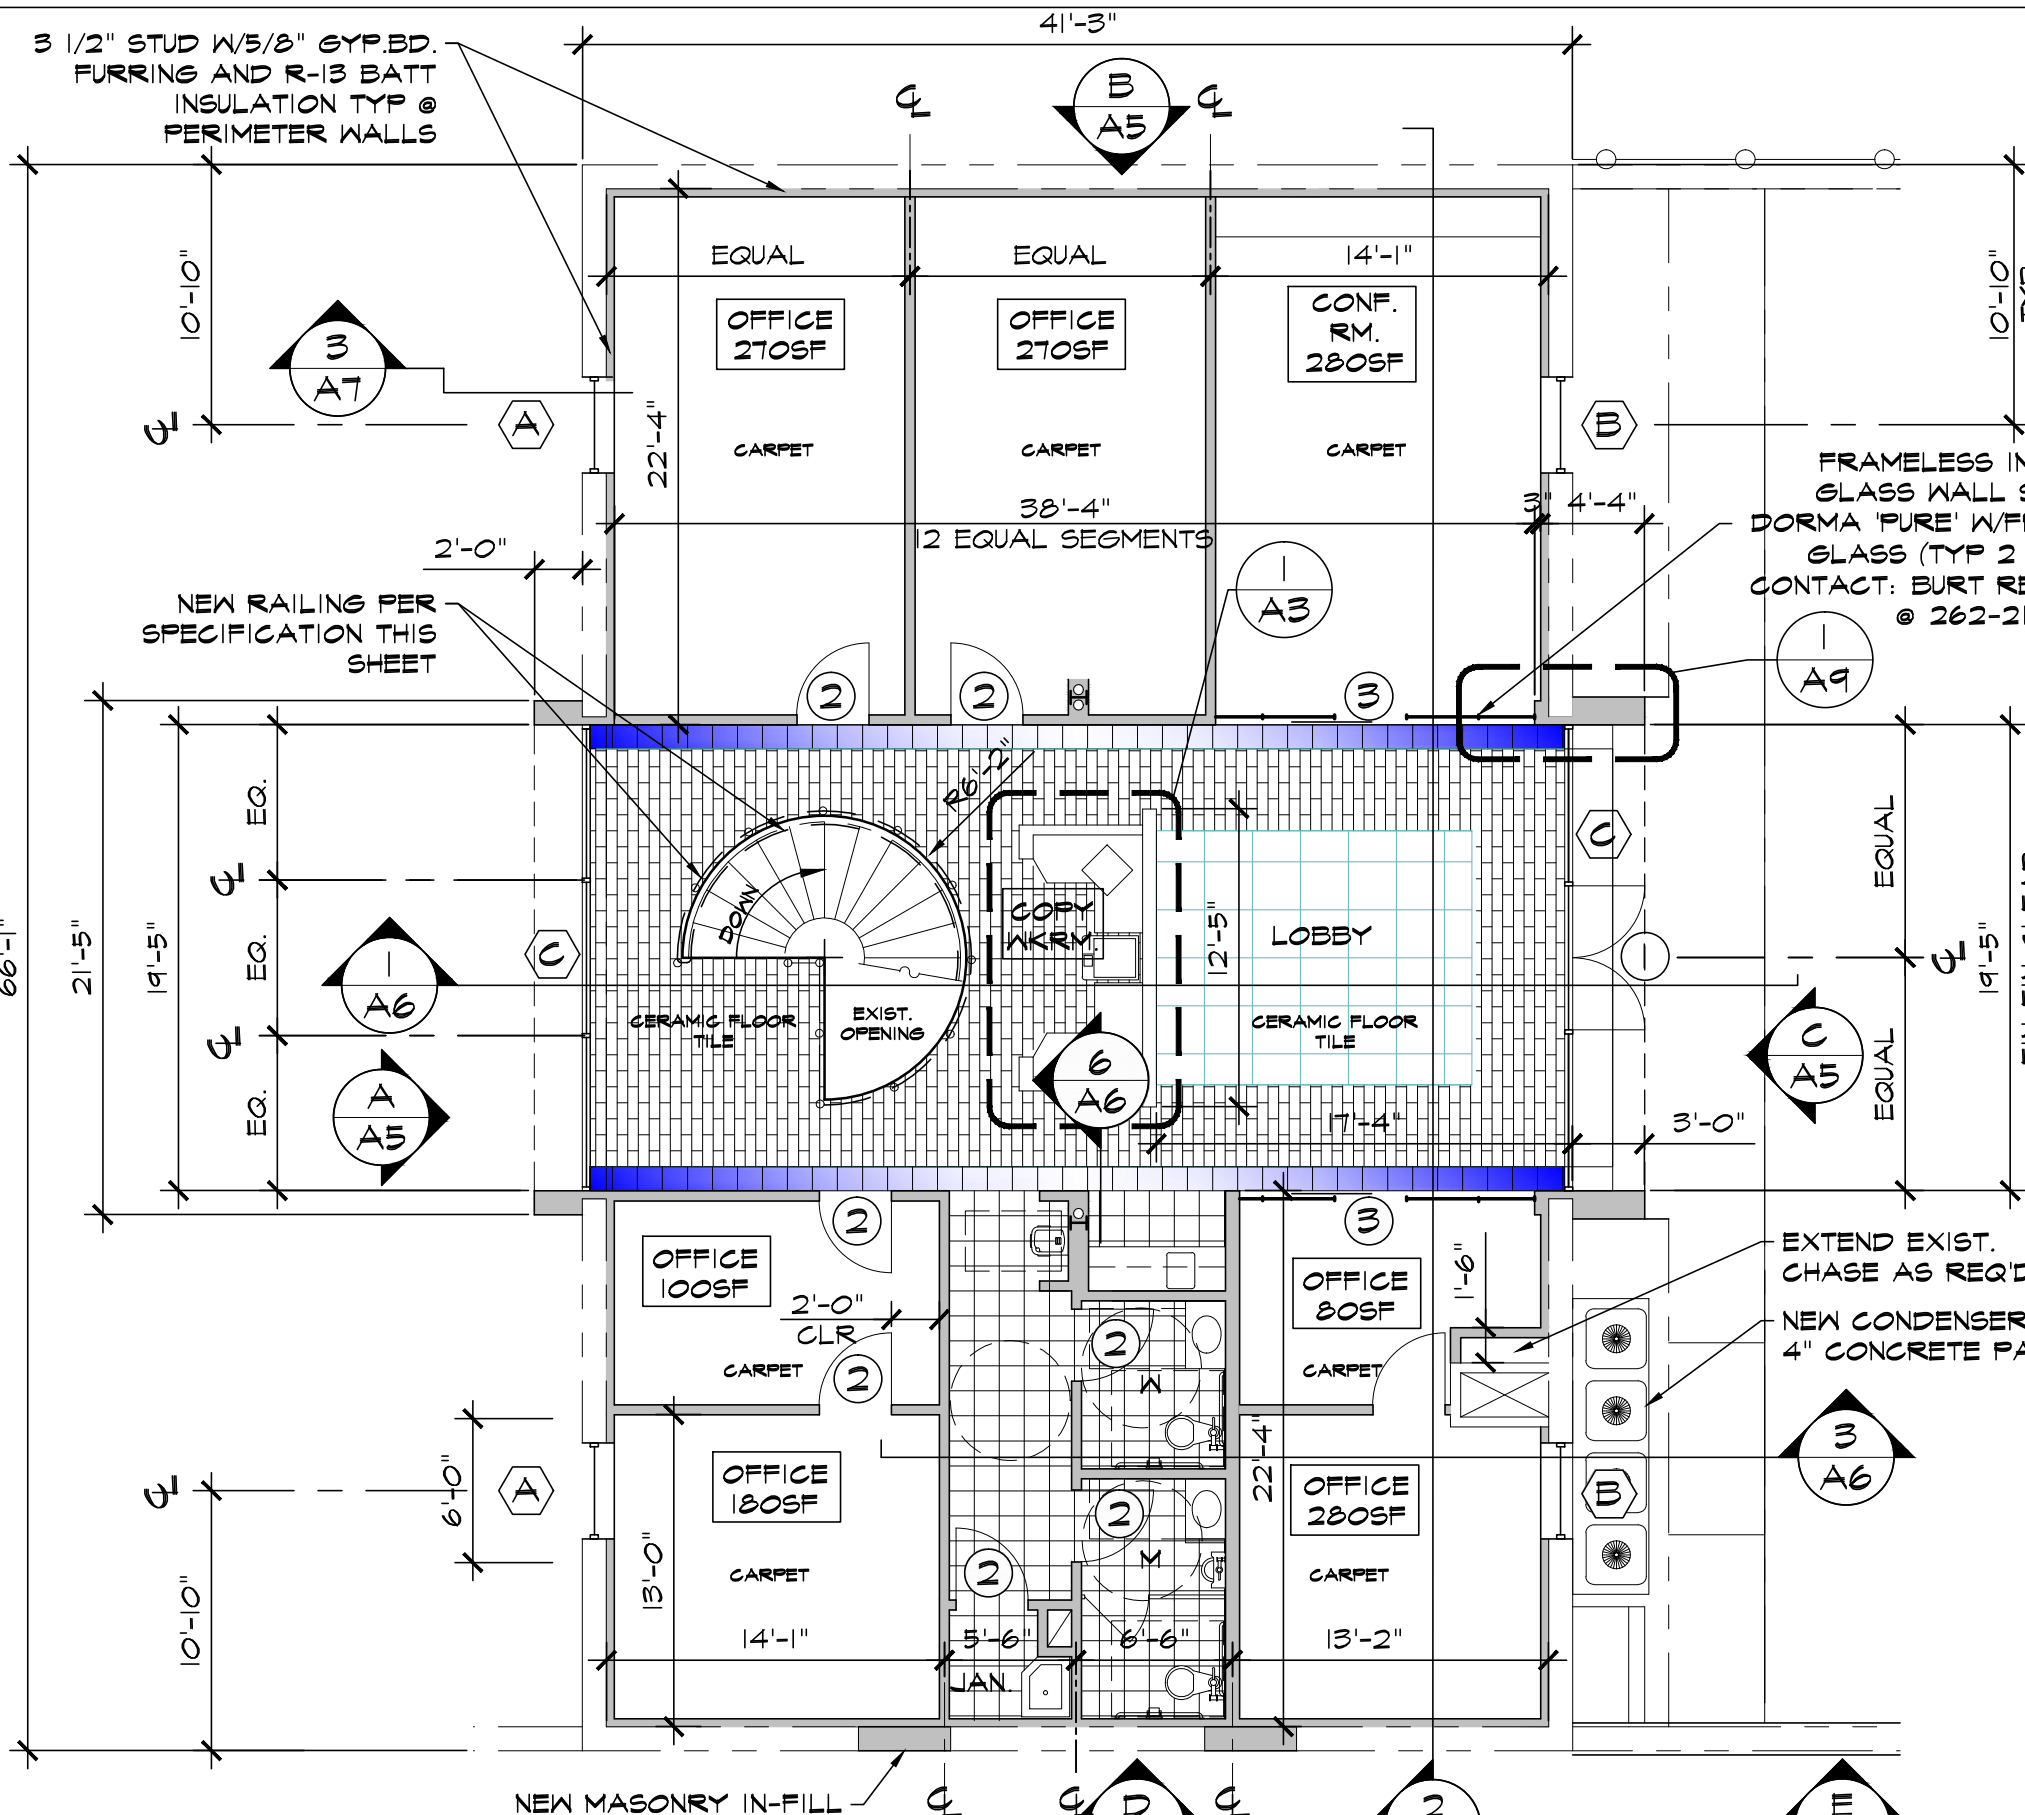 41'-3"
3 1/2" STUD W/5/8" GYP.BD.
FURRING AND R-13 BATT
INSULATION TYP @
PERIMETER WALLS
B
A5
10'-10"
EQUAL
EQUAL
14'-1"
10'-10"
OFFICE
270SF
OFFICE
270SF
CONF.
RM.
280SF
3
A7
A
B
22'-4"
CARPET
CARPET
CARPET
FRAMELESS
GLASS WALL
DORMA 'PURE'
GLASS (TYP 2
CONTACT: BURT
@
38'-4"
12 EQUAL SEGMENTS
3"
4'-4"
2'-0"
1
A3
NEW RAILING PER
SPECIFICATION THIS
SHEET
1
A9
2
2
3
R6'-2"
EQ.
EQ.
EQ.
66'-1"
21'-5"
19'-5"
C
C
EQUAL
EQUAL
19'-5"
DOWN
COPY
WKRM.
12'-5"
LOBBY
1
A6
CERAMIC FLOOR
TILE
EXIST.
OPENING
CERAMIC FLOOR
TILE
1
A6
6
A6
C
A5
A
A5
17'-4"
3'-0"
2
3
OFFICE
100SF
2'-0"
CLR
OFFICE
80SF
1'-6"
EXTEND EXIST.
CHASE AS REQ'D
NEW CONDENSER
4" CONCRETE
2
CARPET
2
W
CARPET
3
A6
6'-0"
A
OFFICE
180SF
22'-4"
OFFICE
280SF
B
2
M
2
13'-0"
CARPET
CARPET
10'-10"
14'-1"
5'-6"
6'-6"
13'-2"
JAN.
NEW MASONRY IN-FILL
D
2
E